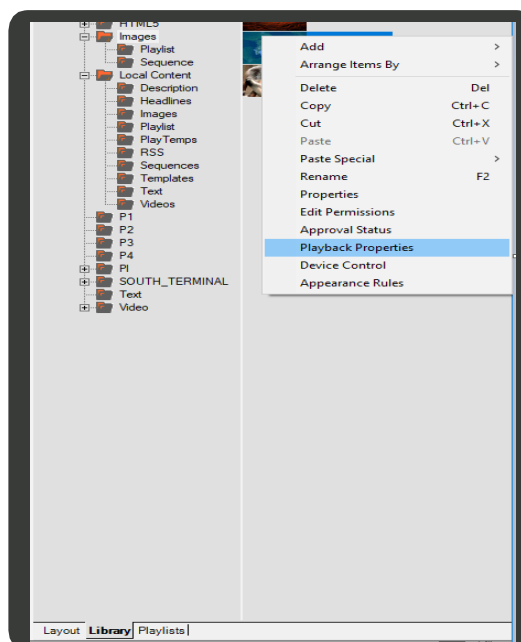 HTML5
Images
Playlist
Sequence
Local Content
Description
Headlines
Images
Playlist
PlayTemps
RSS
Sequences
Templates
Text
Videos
P1
P2
P3
P4
PI
SOUTH_TERMINAL
Text
Video
Add
Arrange Items By
Delete Del
Copy Ctrl+C
Cut Ctrl+X
Paste Ctrl+V
Paste Special
Rename F2
Properties
Edit Permissions
Approval Status
Playback Properties
Device Control
Appearance Rules
Layout Library Playlists